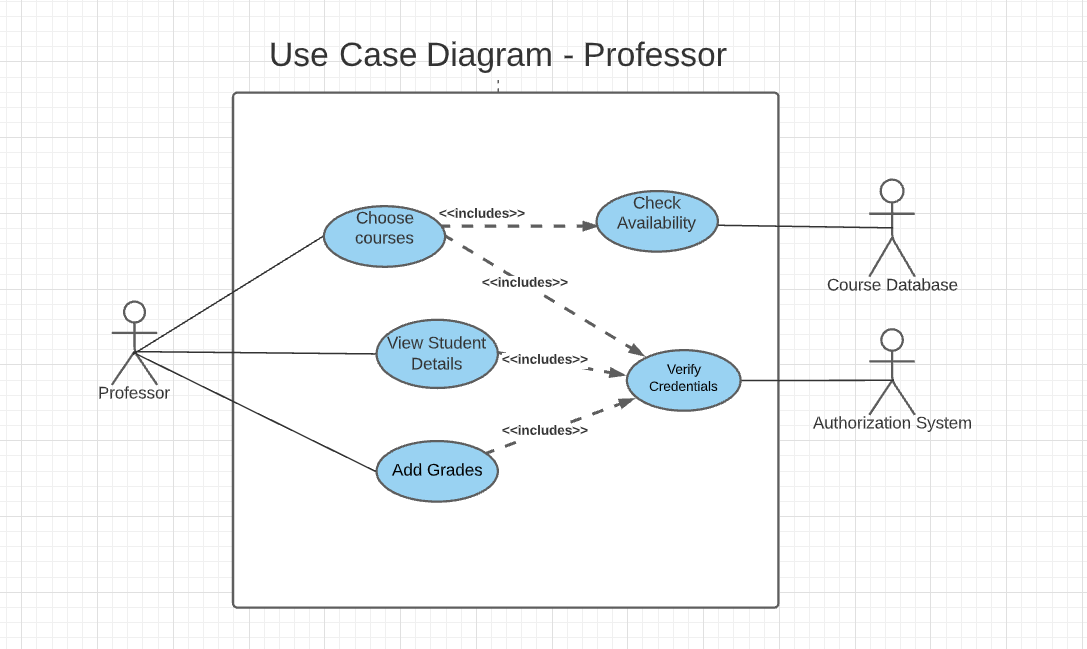 Use Case Diagram - Professor
Choose
courses
<<includes>>
Check
Availability
<<includes>>
Course Database
View Student
Details
<<includes>>
Verify
Credentials
Professor
Authorization System
<<includes>>
Add Grades